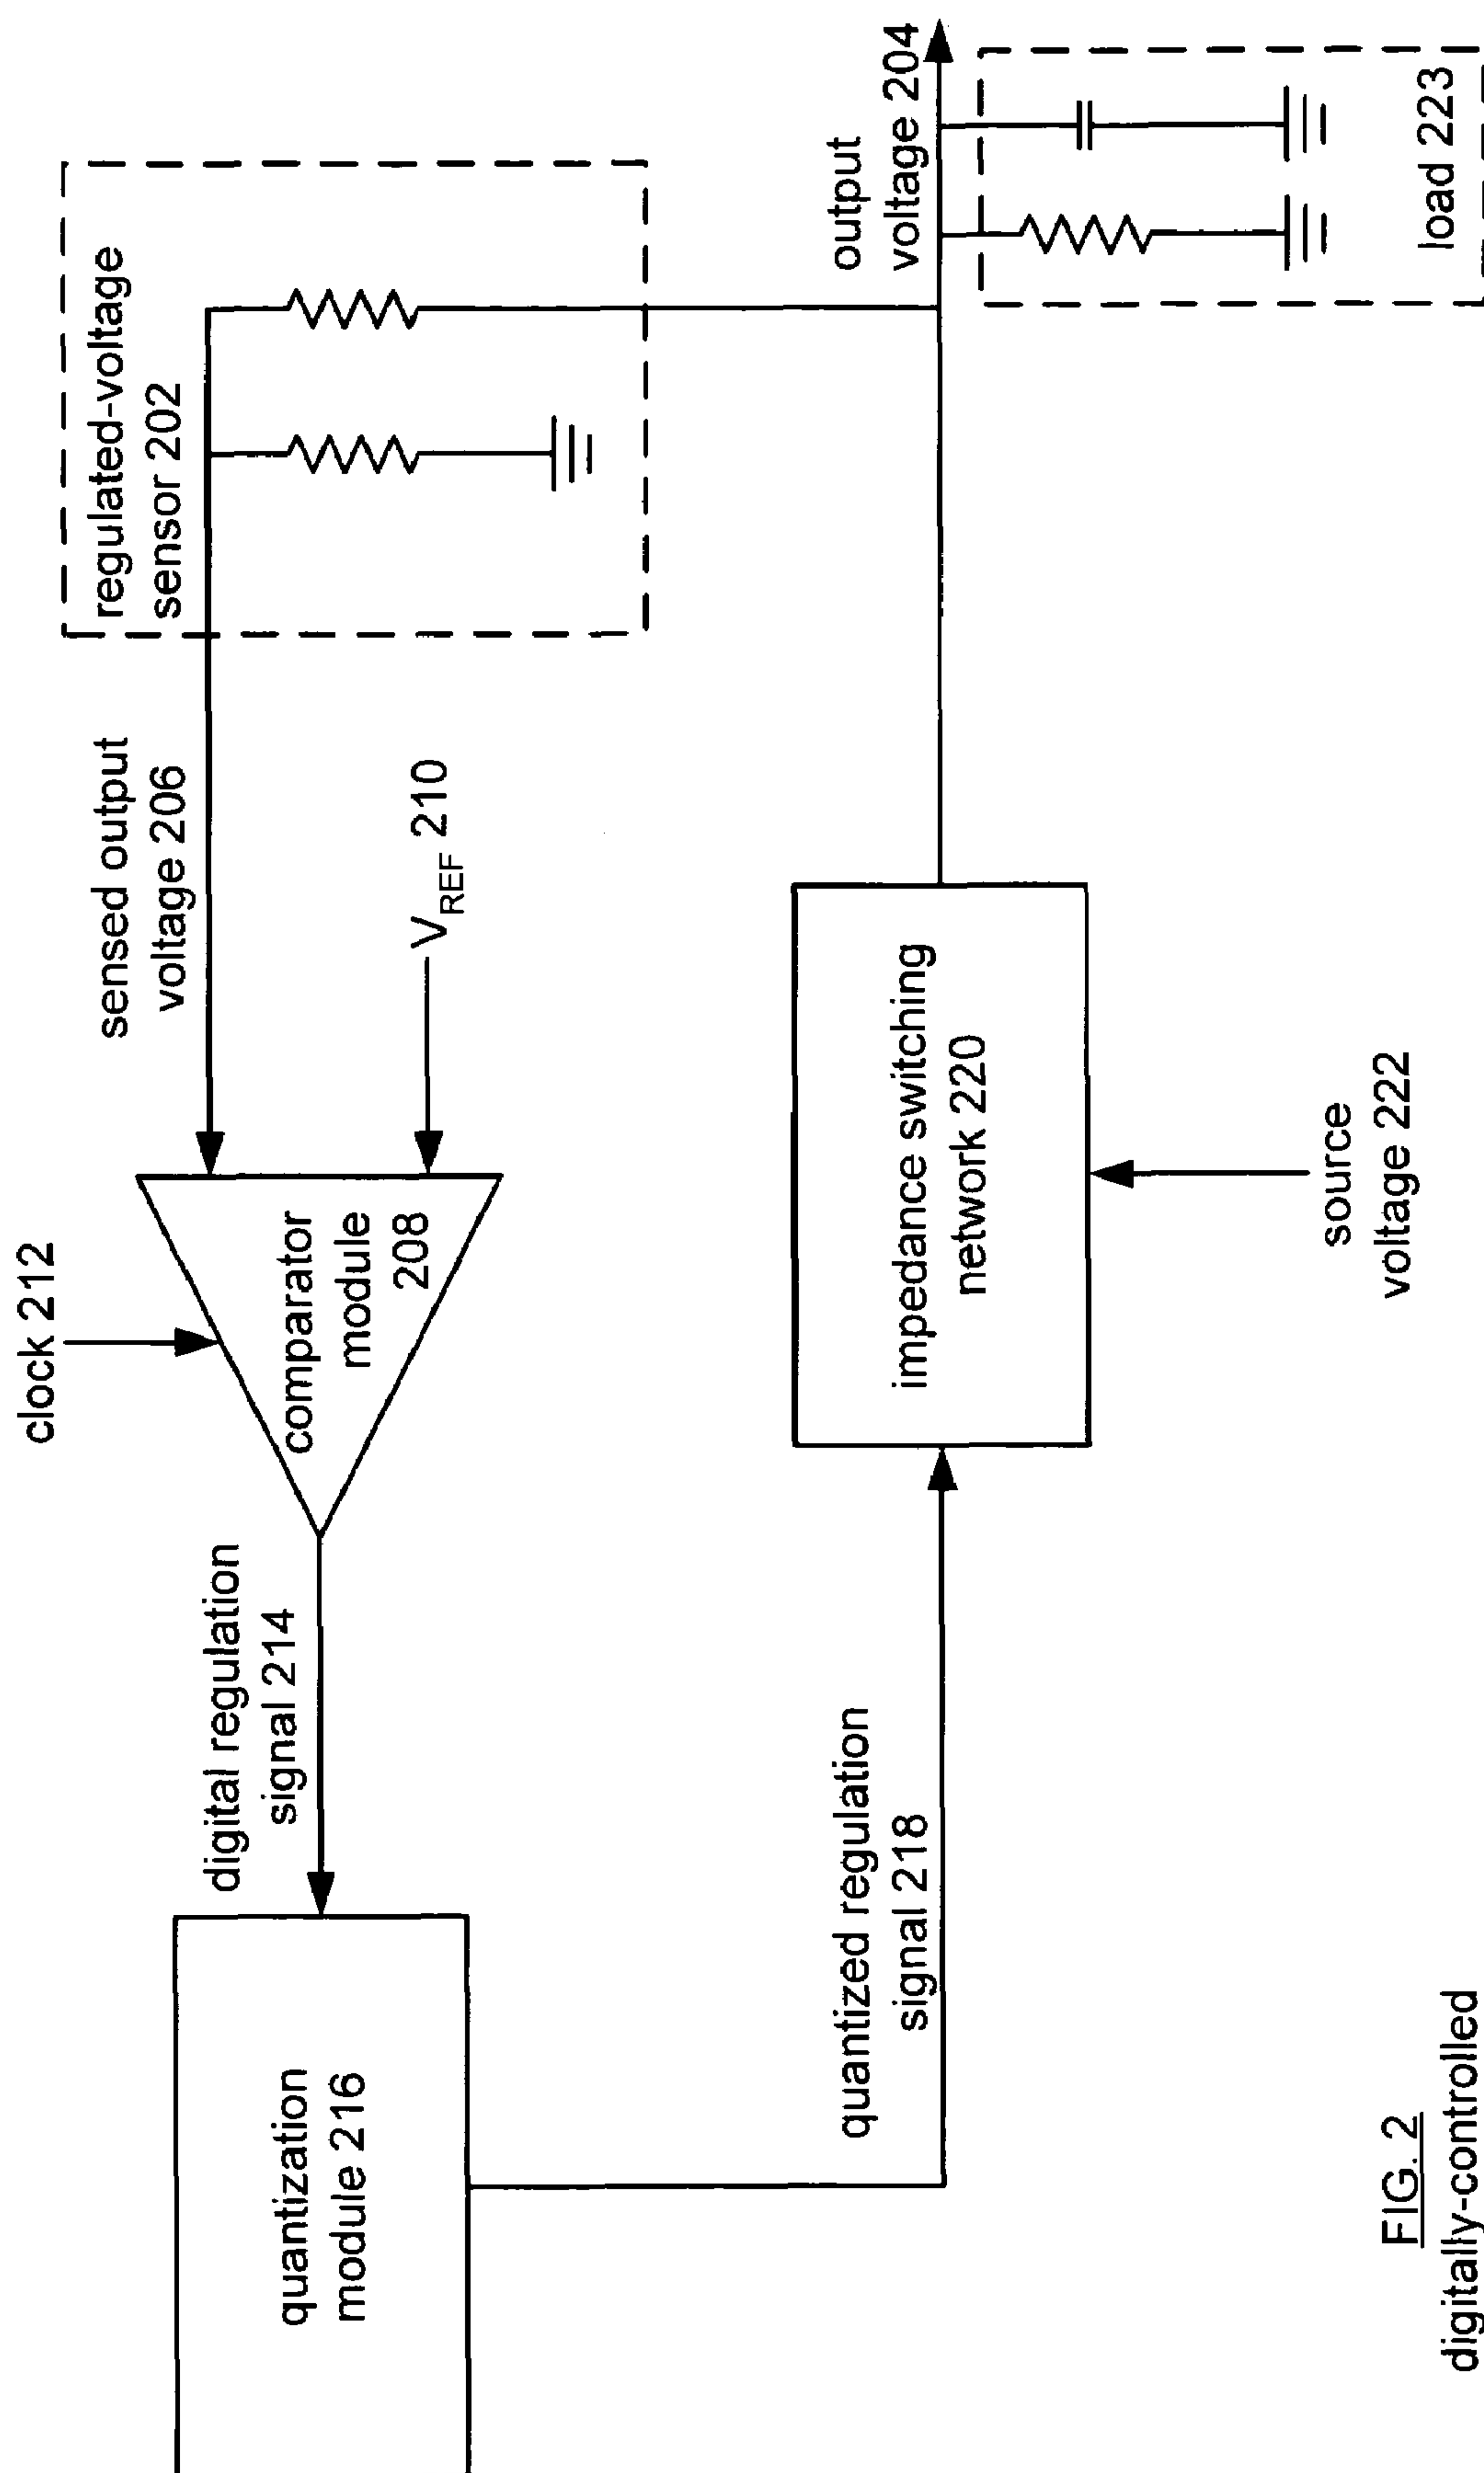 clock 212
sensed output
voltage 206
regulated-voltage
sensor 202
V_REF 210
comparator
module
208
digital regulation
signal 214
quantization
module 216
quantized regulation
signal 218
impedance switching
network 220
source
voltage 222
output
voltage 204
load 223
FIG. 2
digitally-controlled